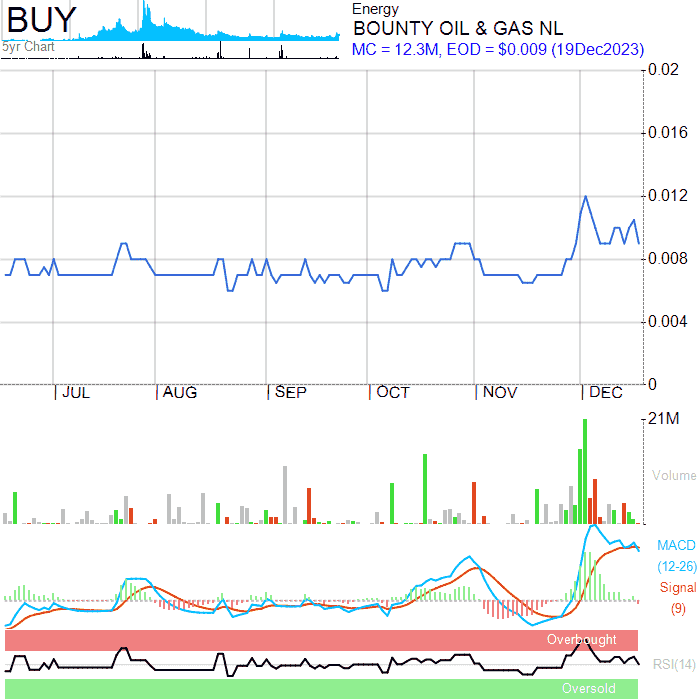 BUY
5yr Chart
Energy
BOUNTY OIL & GAS NL
MC = 12.3M, EOD = $0.009 (19Dec2023)
0.02
0.016
0.012
0.008
0.004
0
JUL AUG SEP OCT NOV DEC
21M
Volume
MACD
(12-26)
Signal
(9)
Overbought
RSI(14)
Oversold